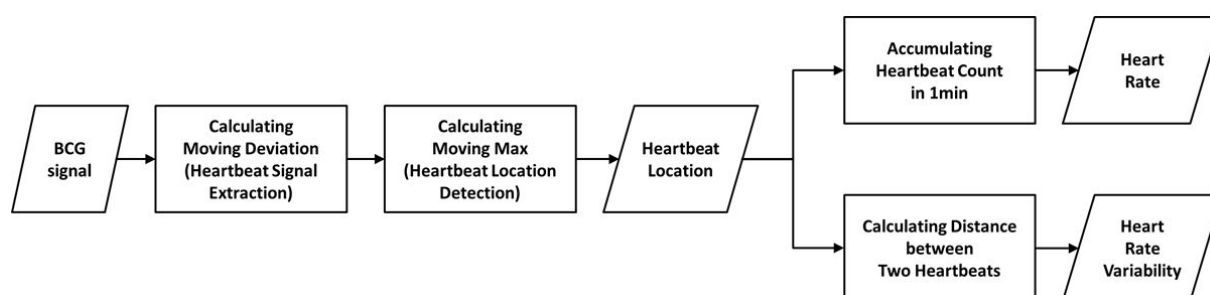 BCG
signal
Calculating
Moving Deviation
(Heartbeat Signal
Extraction)
Calculating
Moving Max
(Heartbeat Location
Detection)
Heartbeat
Location
Accumulating
Heartbeat Count
in 1min
Heart
Rate
Calculating Distance
between
Two Heartbeats
Heart
Rate
Variability